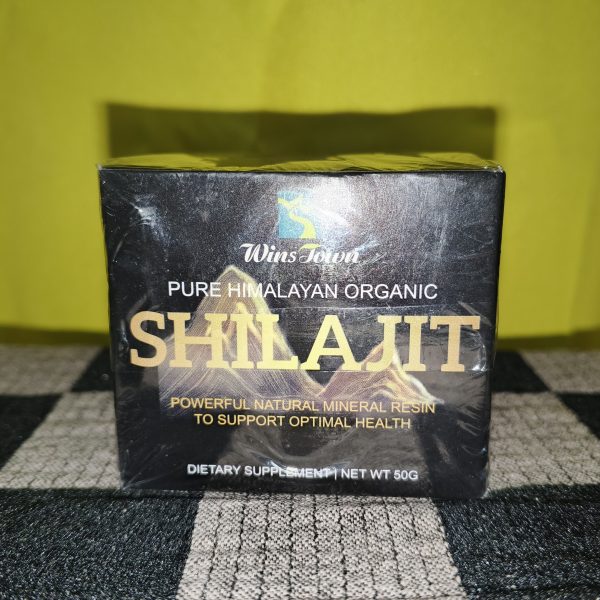 Wins Town
PURE HIMALAYAN ORGANIC
SHILAJIT
POWERFUL NATURAL MINERAL RESIN
TO SUPPORT OPTIMAL HEALTH
DIETARY SUPPLEMENT | NET WT 50G